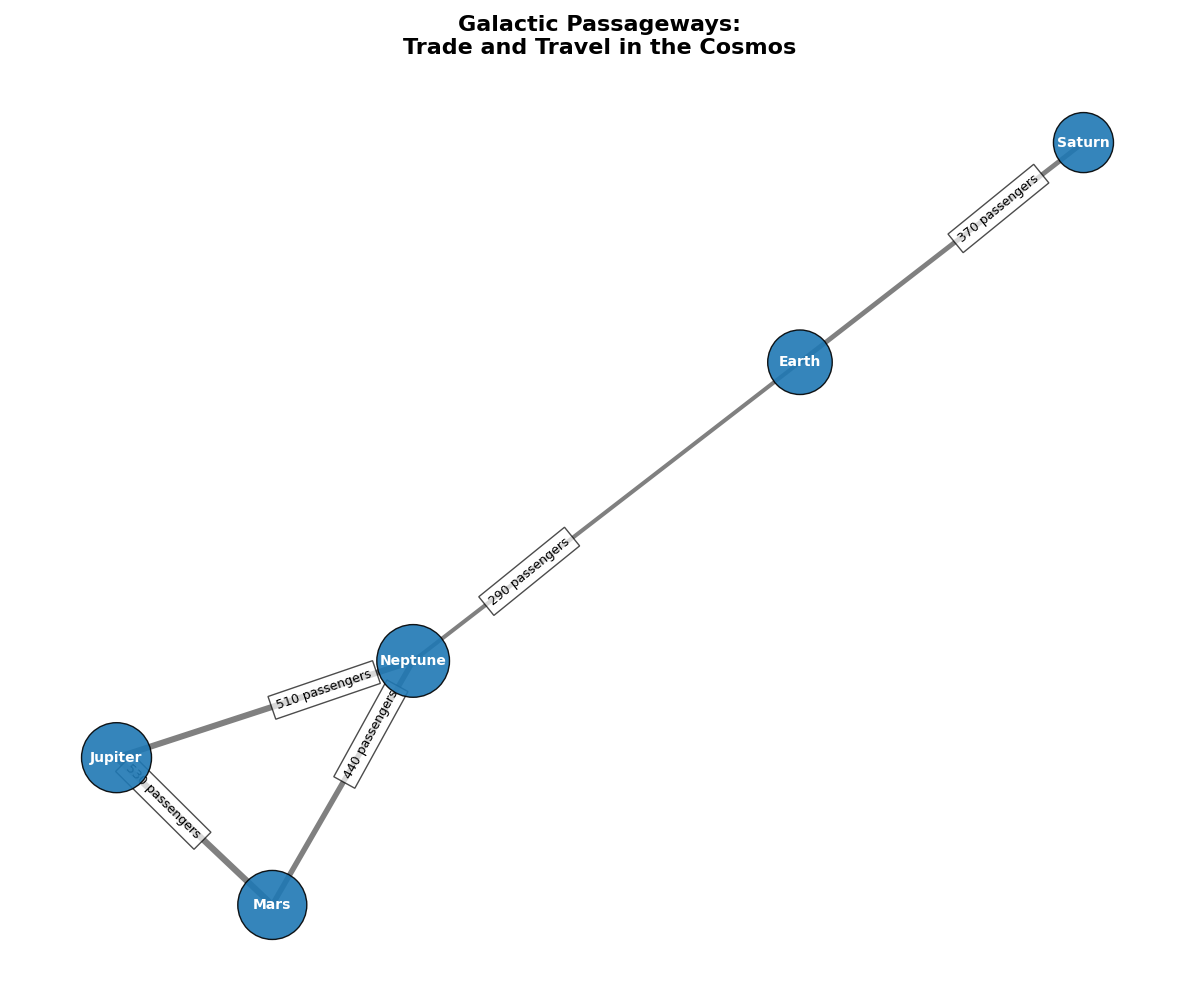 Galactic Passageways:
Trade and Travel in the Cosmos
Saturn
370 passengers
Earth
290 passengers
Neptune
510 passengers
440 passengers
Jupiter
530 passengers
Mars